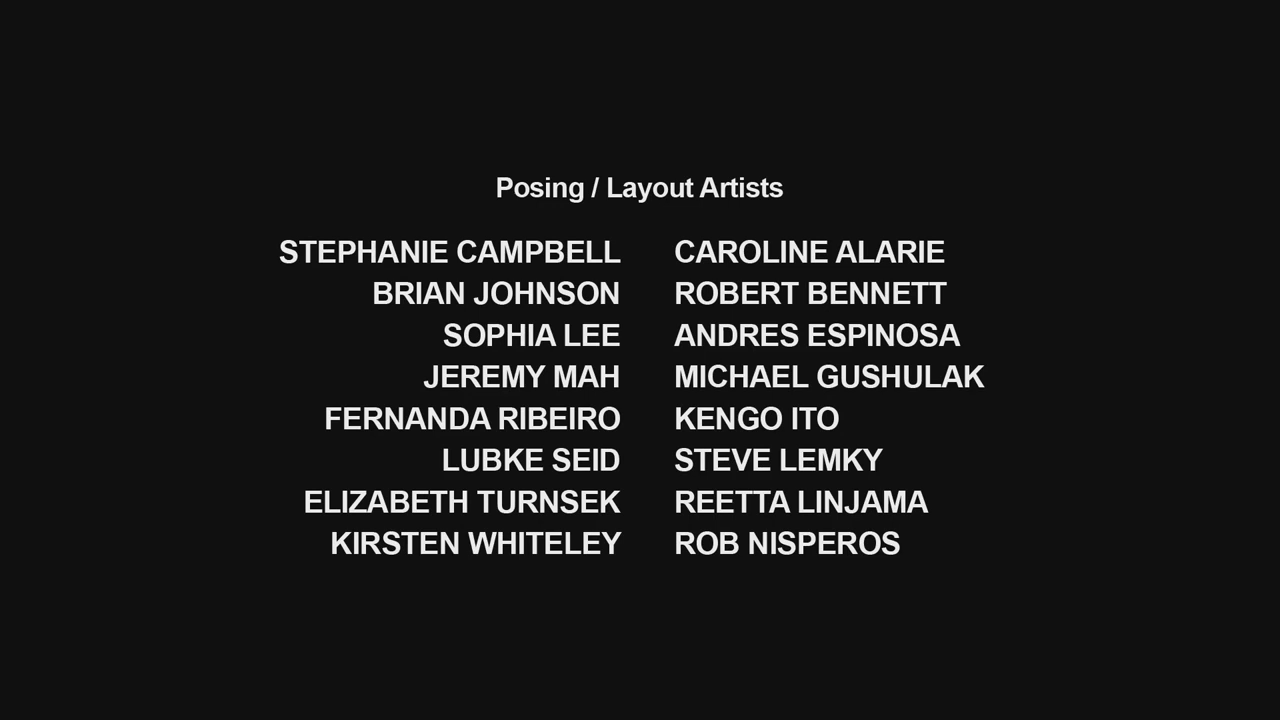 Posing / Layout Artists
STEPHANIE CAMPBELL CAROLINE ALARIE
BRIAN JOHNSON ROBERT BENNETT
SOPHIA LEE ANDRES ESPINOSA
JEREMY MAH MICHAEL GUSHULAK
FERNANDA RIBEIRO KENGO ITO
LUBKE SEID STEVE LEMKY
ELIZABETH TURNSEK REETTA LINJAMA
KIRSTEN WHITELEY ROB NISPEROS